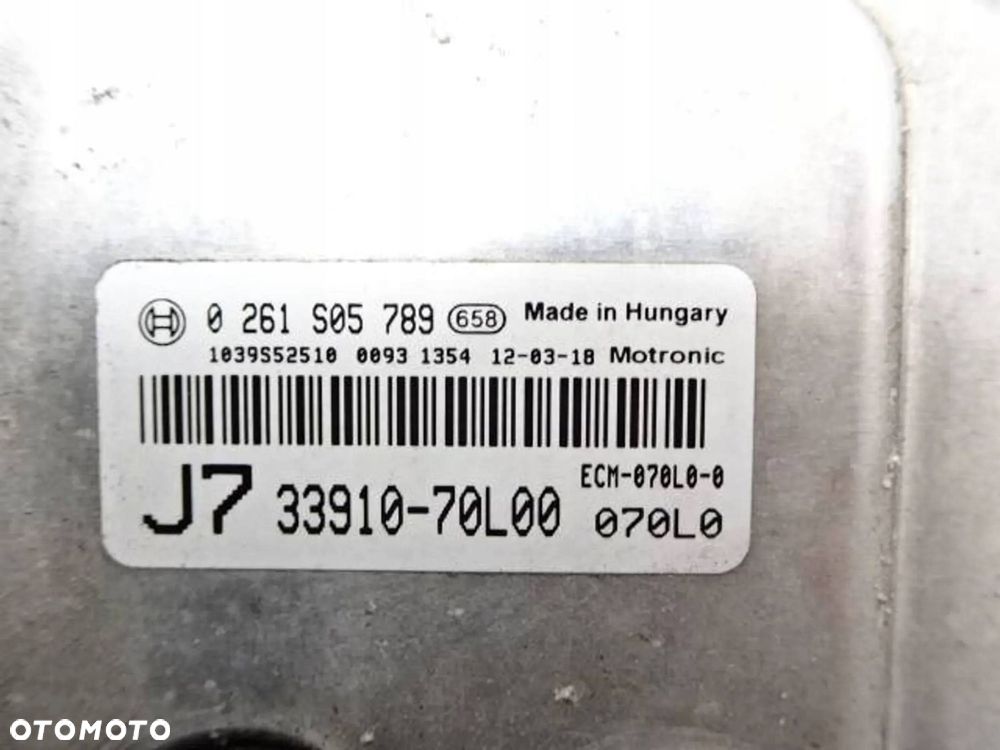 0 261 S05 789 658 Made in Hungary
1039S52510 0093 1354 12-03-18 Motronic
ECM-070L0-0
J7 33910-70L00 070L0
OTOMOTO